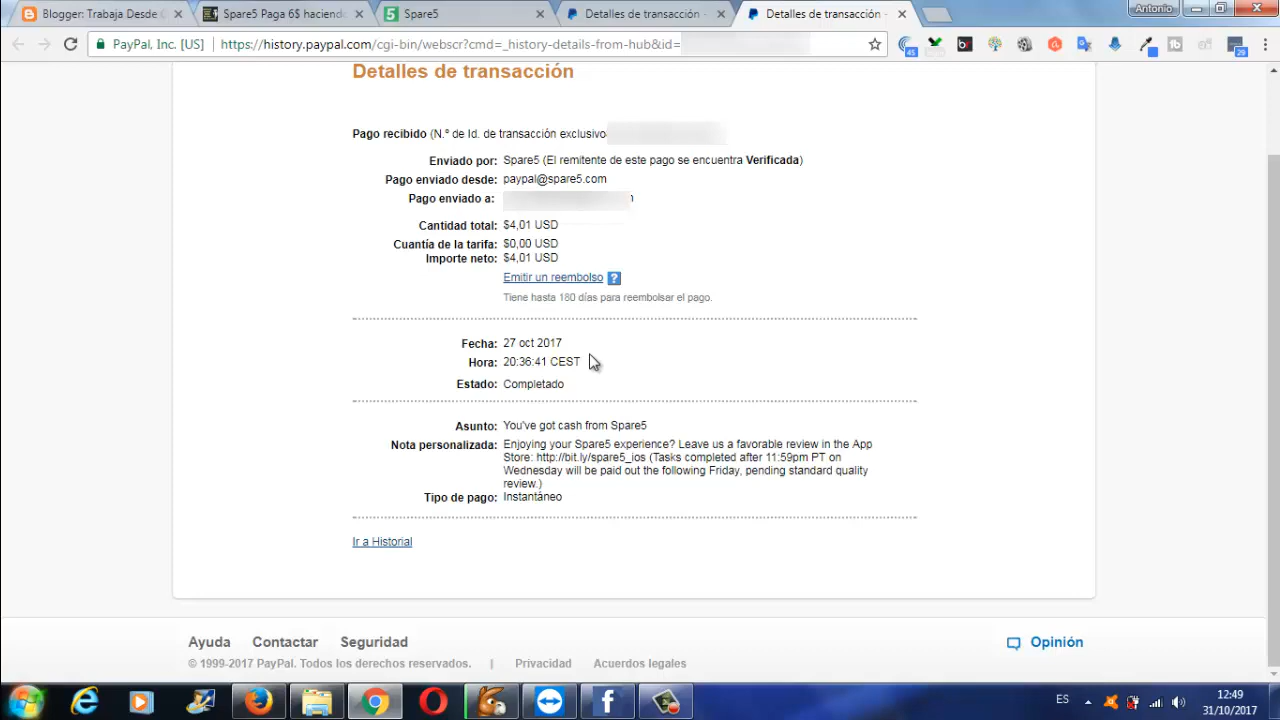 Blogger: Trabaja Desde C
Spare5 Paga 6$ haciendo
Spare5
Detalles de transacción -
Detalles de transacción -
Antonio
PayPal, Inc. [US]
https://history.paypal.com/cgi-bin/webscr?cmd=_history-details-from-hub&id=
45
29
Detalles de transacción
Pago recibido (N.º de Id. de transacción exclusivo
Enviado por: Spare5 (El remitente de este pago se encuentra Verificada)
Pago enviado desde: paypal@spare5.com
Pago enviado a:
Cantidad total: $4,01 USD
Cuantía de la tarifa: $0,00 USD
Importe neto: $4,01 USD
Emitir un reembolso ?
Tiene hasta 180 días para reembolsar el pago.
Fecha: 27 oct 2017
Hora: 20:36:41 CEST
Estado: Completado
Asunto: You've got cash from Spare5
Nota personalizada: Enjoying your Spare5 experience? Leave us a favorable review in the App
Store: http://bit.ly/spare5_ios (Tasks completed after 11:59pm PT on
Wednesday will be paid out the following Friday, pending standard quality
review.)
Tipo de pago: Instantáneo
Ir a Historial
Ayuda Contactar Seguridad
Opinión
© 1999-2017 PayPal. Todos los derechos reservados. | Privacidad Acuerdos legales
ES
12:49
31/10/2017